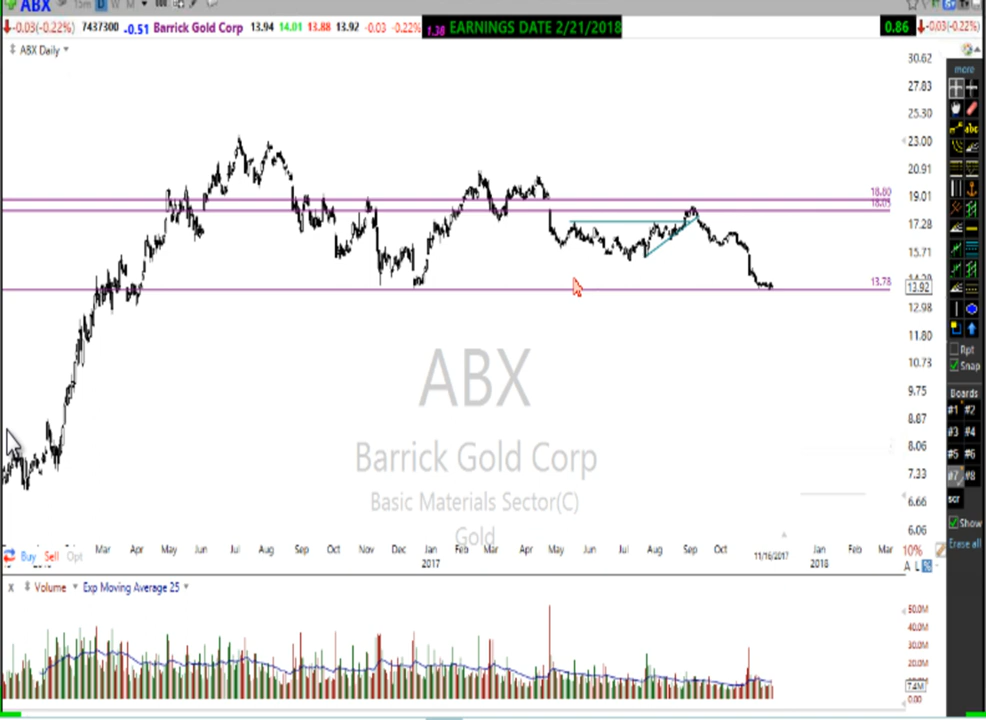 ABX 15m D W M
-0.03(-0.22%) 7437300 -0.51 Barrick Gold Corp 13.94 14.01 13.88 13.92 -0.03 -0.22% 1.38 EARNINGS DATE 2/21/2018 0.86 -0.03(-0.22%)
ABX Daily
30.62
more
27.83
25.30
abc
23.00
20.91
18.80
19.01
18.05
17.28
15.71
13.78
13.92
12.98
11.80
Rpt
ABX
10.73
Snap
9.75
Boards
#1 #2
8.87
#3 #4
Barrick Gold Corp
8.06
#5 #6
7.33
#7 #8
Basic Materials Sector(C)
6.66
scr
Gold
6.06
Show
Buy Sell Opt
Mar Apr May Jun Jul Aug Sep Oct Nov Dec Jan Feb Mar Apr May Jun Jul Aug Sep Oct 11/16/2017 Jan Feb Mar
10%
Erase all
2017 2018
A L %
X Volume Exp Moving Average 25
50.0M
40.0M
30.0M
20.0M
7.4M
0.00